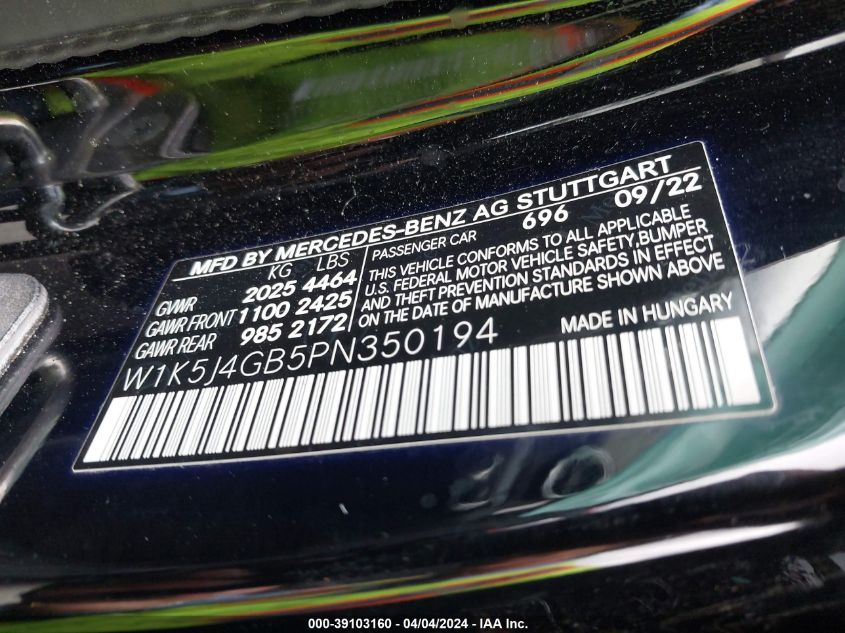 MFD BY MERCEDES-BENZ AG STUTTGART
KG LBS
GVWR 2025 4464
GAWR FRONT 1100 2425
GAWR REAR 985 2172
PASSENGER CAR 696 09/22
THIS VEHICLE CONFORMS TO ALL APPLICABLE
U.S. FEDERAL MOTOR VEHICLE SAFETY, BUMPER
AND THEFT PREVENTION STANDARDS IN EFFECT
ON THE DATE OF MANUFACTURE SHOWN ABOVE
MADE IN HUNGARY
W1K5J4GB5PN350194
000-39103160 - 04/04/2024 - IAA Inc.